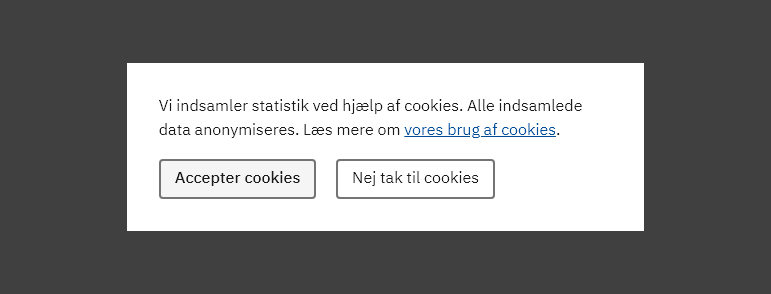 Vi indsamler statistik ved hjælp af cookies. Alle indsamlede
data anonymiseres. Læs mere om vores brug af cookies.
Accepter cookies
Nej tak til cookies